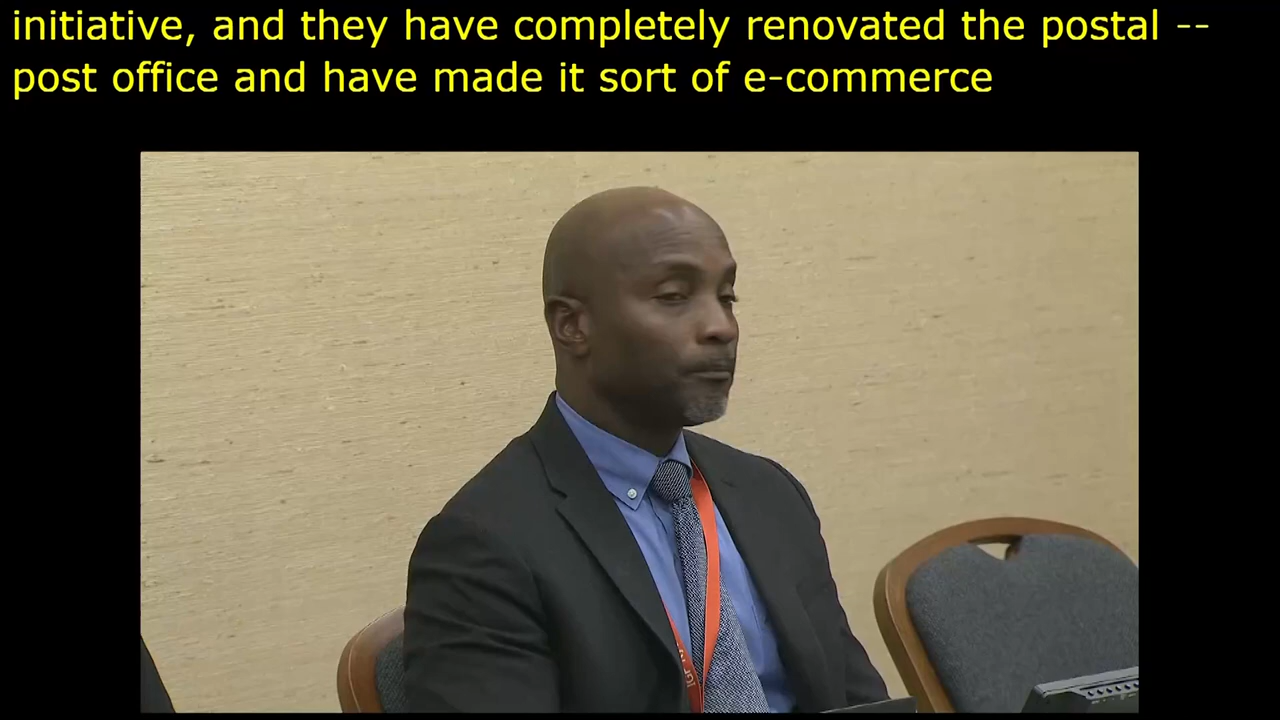 initiative, and they have completely renovated the postal --
post office and have made it sort of e-commerce